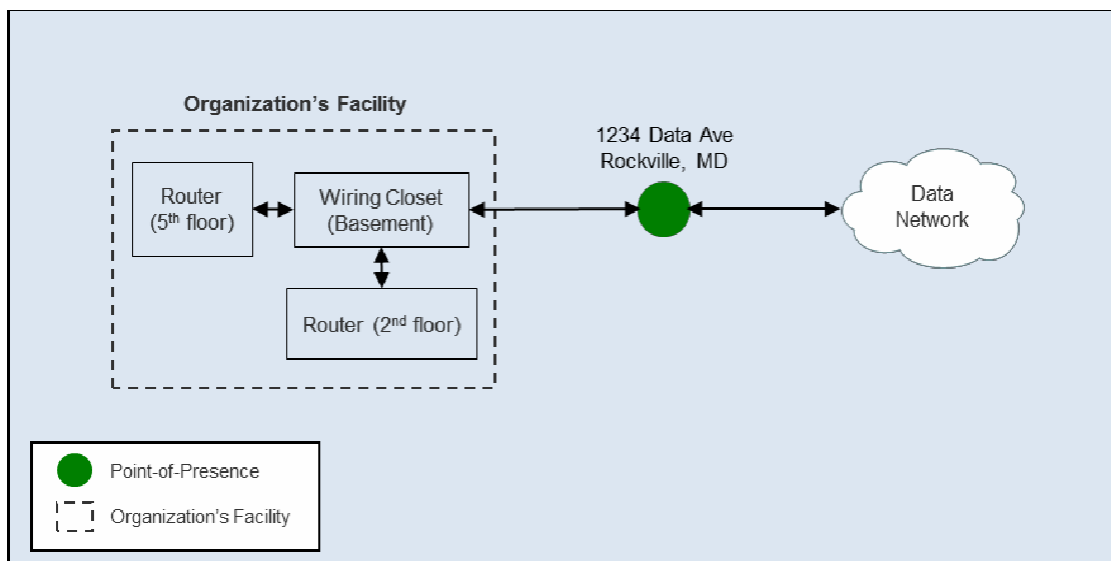 Organization's Facility
1234 Data Ave
Rockville, MD
Router
(5th floor)
Wiring Closet
(Basement)
Data
Network
Router (2nd floor)
Point-of-Presence
Organization's Facility